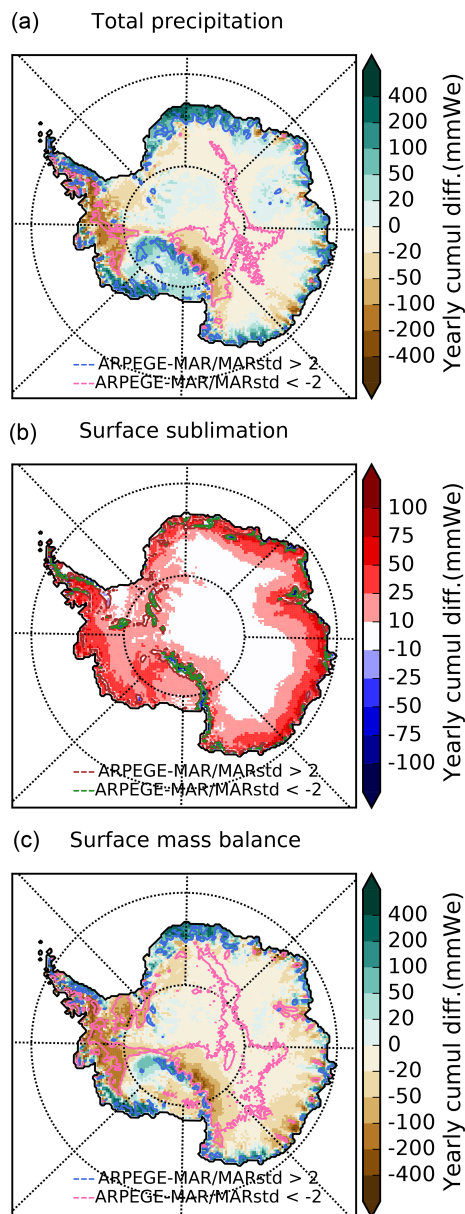 (a) Total precipitation
400
200
100
50
20
0
-20
-50
-100
-200
-400
Yearly cumul diff.(mmWe)
ARPEGE-MAR/MARstd > 2
ARPEGE-MAR/MARstd < -2
(b) Surface sublimation
100
75
50
25
10
-10
-25
-50
-75
-100
Yearly cumul diff.(mmWe)
ARPEGE-MAR/MARstd > 2
ARPEGE-MAR/MARstd < -2
(c) Surface mass balance
400
200
100
50
20
0
-20
-50
-100
-200
-400
Yearly cumul diff.(mmWe)
ARPEGE-MAR/MARstd > 2
ARPEGE-MAR/MARstd < -2